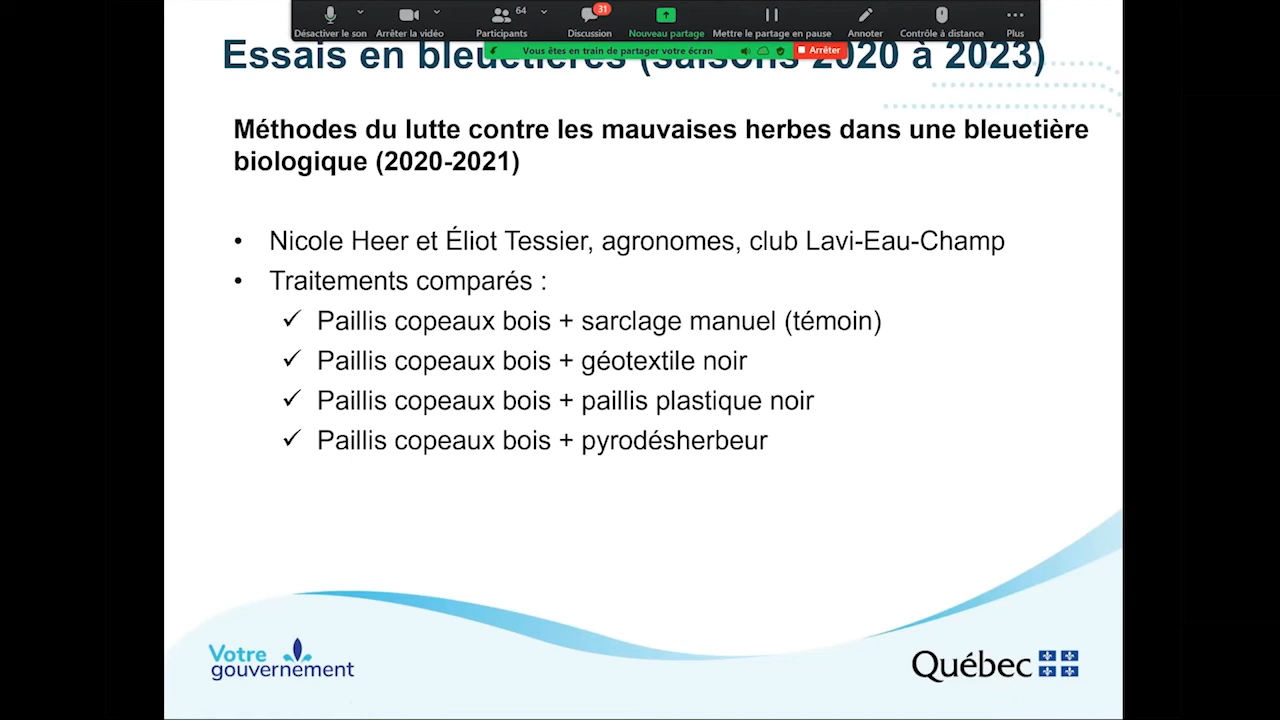 64
31
Désactiver le son
Arrêter la vidéo
Participants
Discussion
Nouveau partage
Mettre le partage en pause
Annoter
Contrôle à distance
Plus
Vous êtes en train de partager votre écran
Arrêter
Essais en bleuetières (saisons 2020 à 2023)
Méthodes du lutte contre les mauvaises herbes dans une bleuetière
biologique (2020-2021)
• Nicole Heer et Éliot Tessier, agronomes, club Lavi-Eau-Champ
• Traitements comparés :
✓ Paillis copeaux bois + sarclage manuel (témoin)
✓ Paillis copeaux bois + géotextile noir
✓ Paillis copeaux bois + paillis plastique noir
✓ Paillis copeaux bois + pyrodésherbeur
Votre
gouvernement
Québec